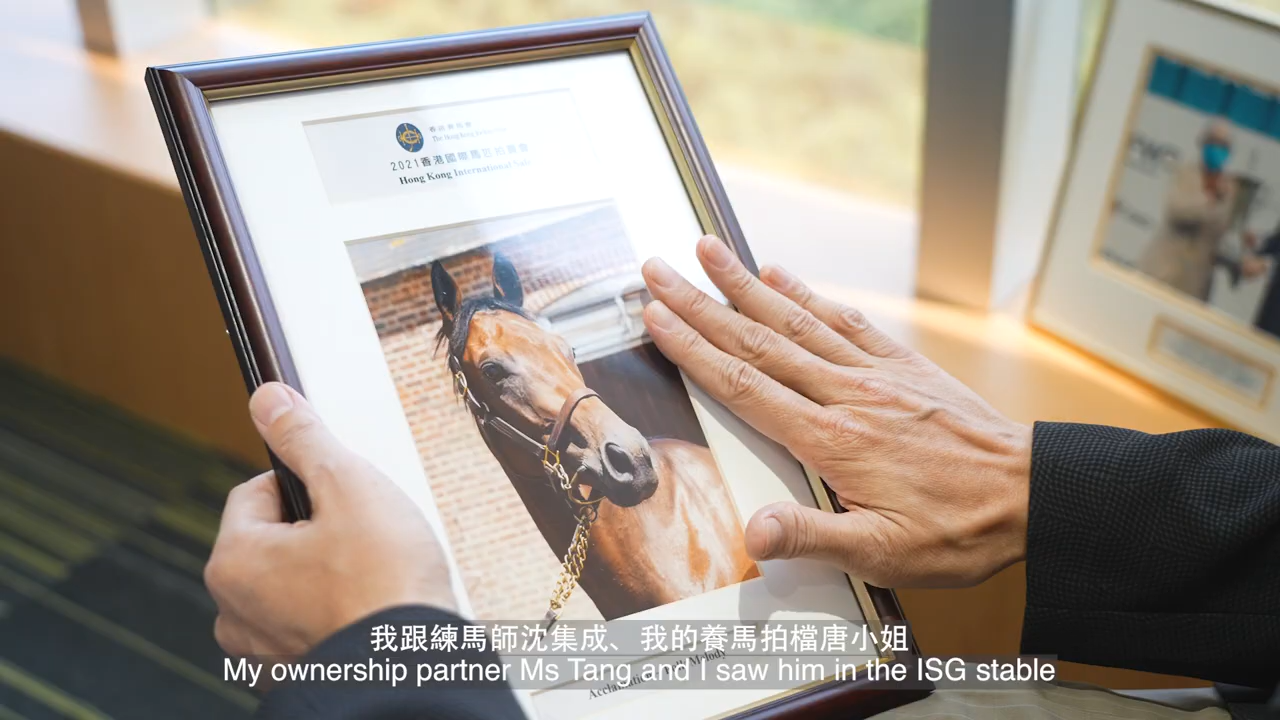 香港賽馬會
The Hong Kong Jockey Club
2021香港國際馬匹拍賣會
Hong Kong International Sale
我跟練馬師沈集成、我的養馬拍檔唐小姐
My ownership partner Ms Tang and I saw him in the ISG stable
Melody